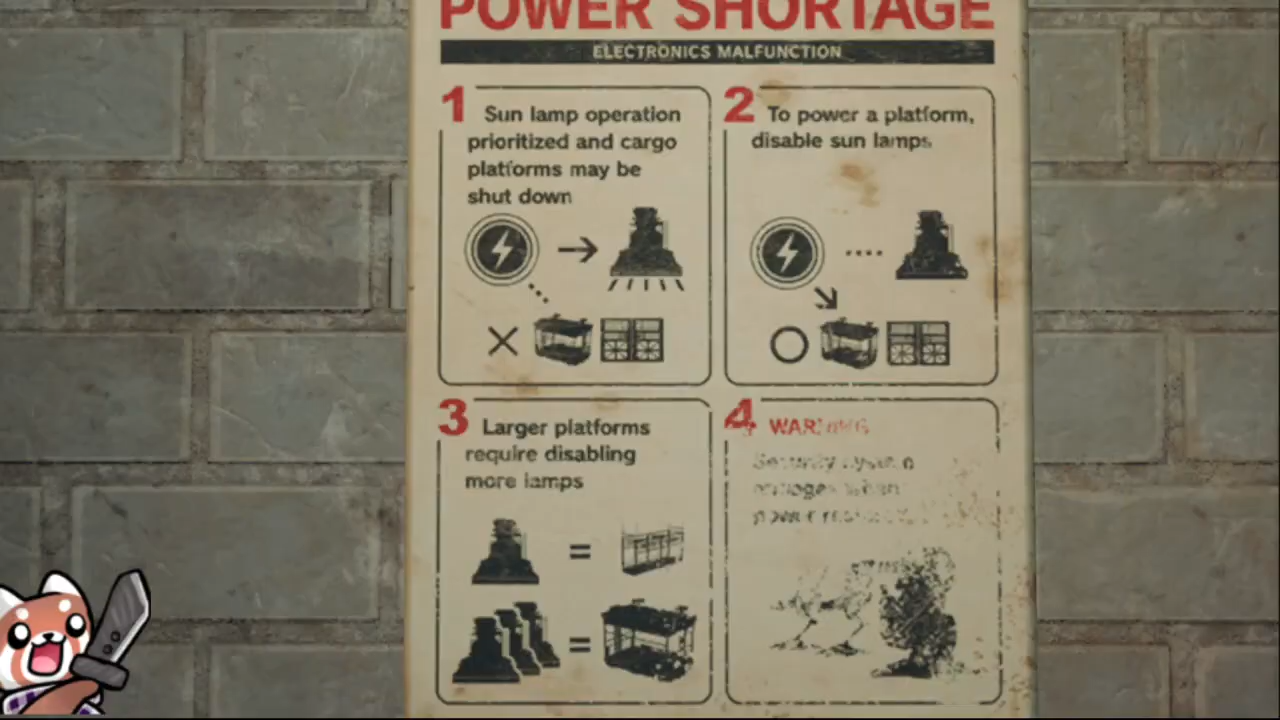 POWER SHORTAGE
ELECTRONICS MALFUNCTION
1 Sun lamp operation
prioritized and cargo
platforms may be
shut down
2 To power a platform,
disable sun lamps
3 Larger platforms
require disabling
more lamps
4 WARNING